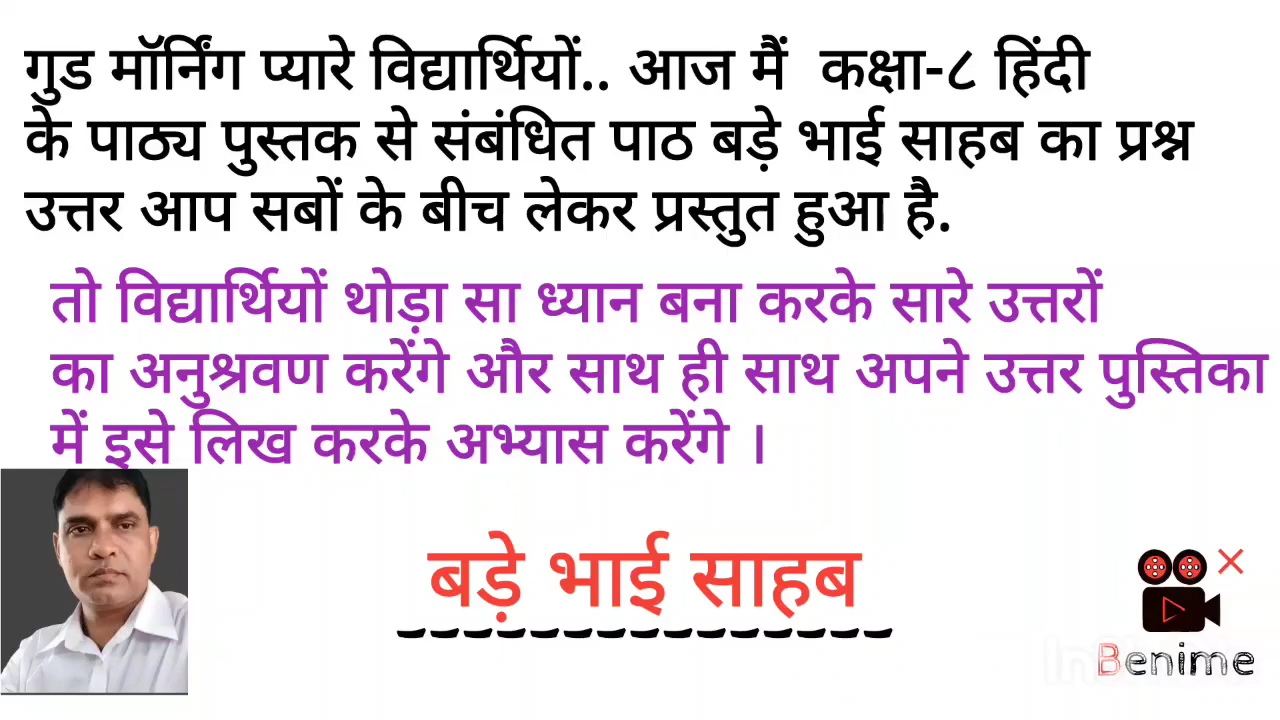 गुड मॉर्निंग प्यारे विद्यार्थियों.. आज मैं कक्षा-८ हिंदी
के पाठ्य पुस्तक से संबंधित पाठ बड़े भाई साहब का प्रश्न
उत्तर आप सबों के बीच लेकर प्रस्तुत हुआ है.
तो विद्यार्थियों थोड़ा सा ध्यान बना करके सारे उत्तरों
का अनुश्रवण करेंगे और साथ ही साथ अपने उत्तर पुस्तिका
में इसे लिख करके अभ्यास करेंगे ।
बड़े भाई साहब
Benime